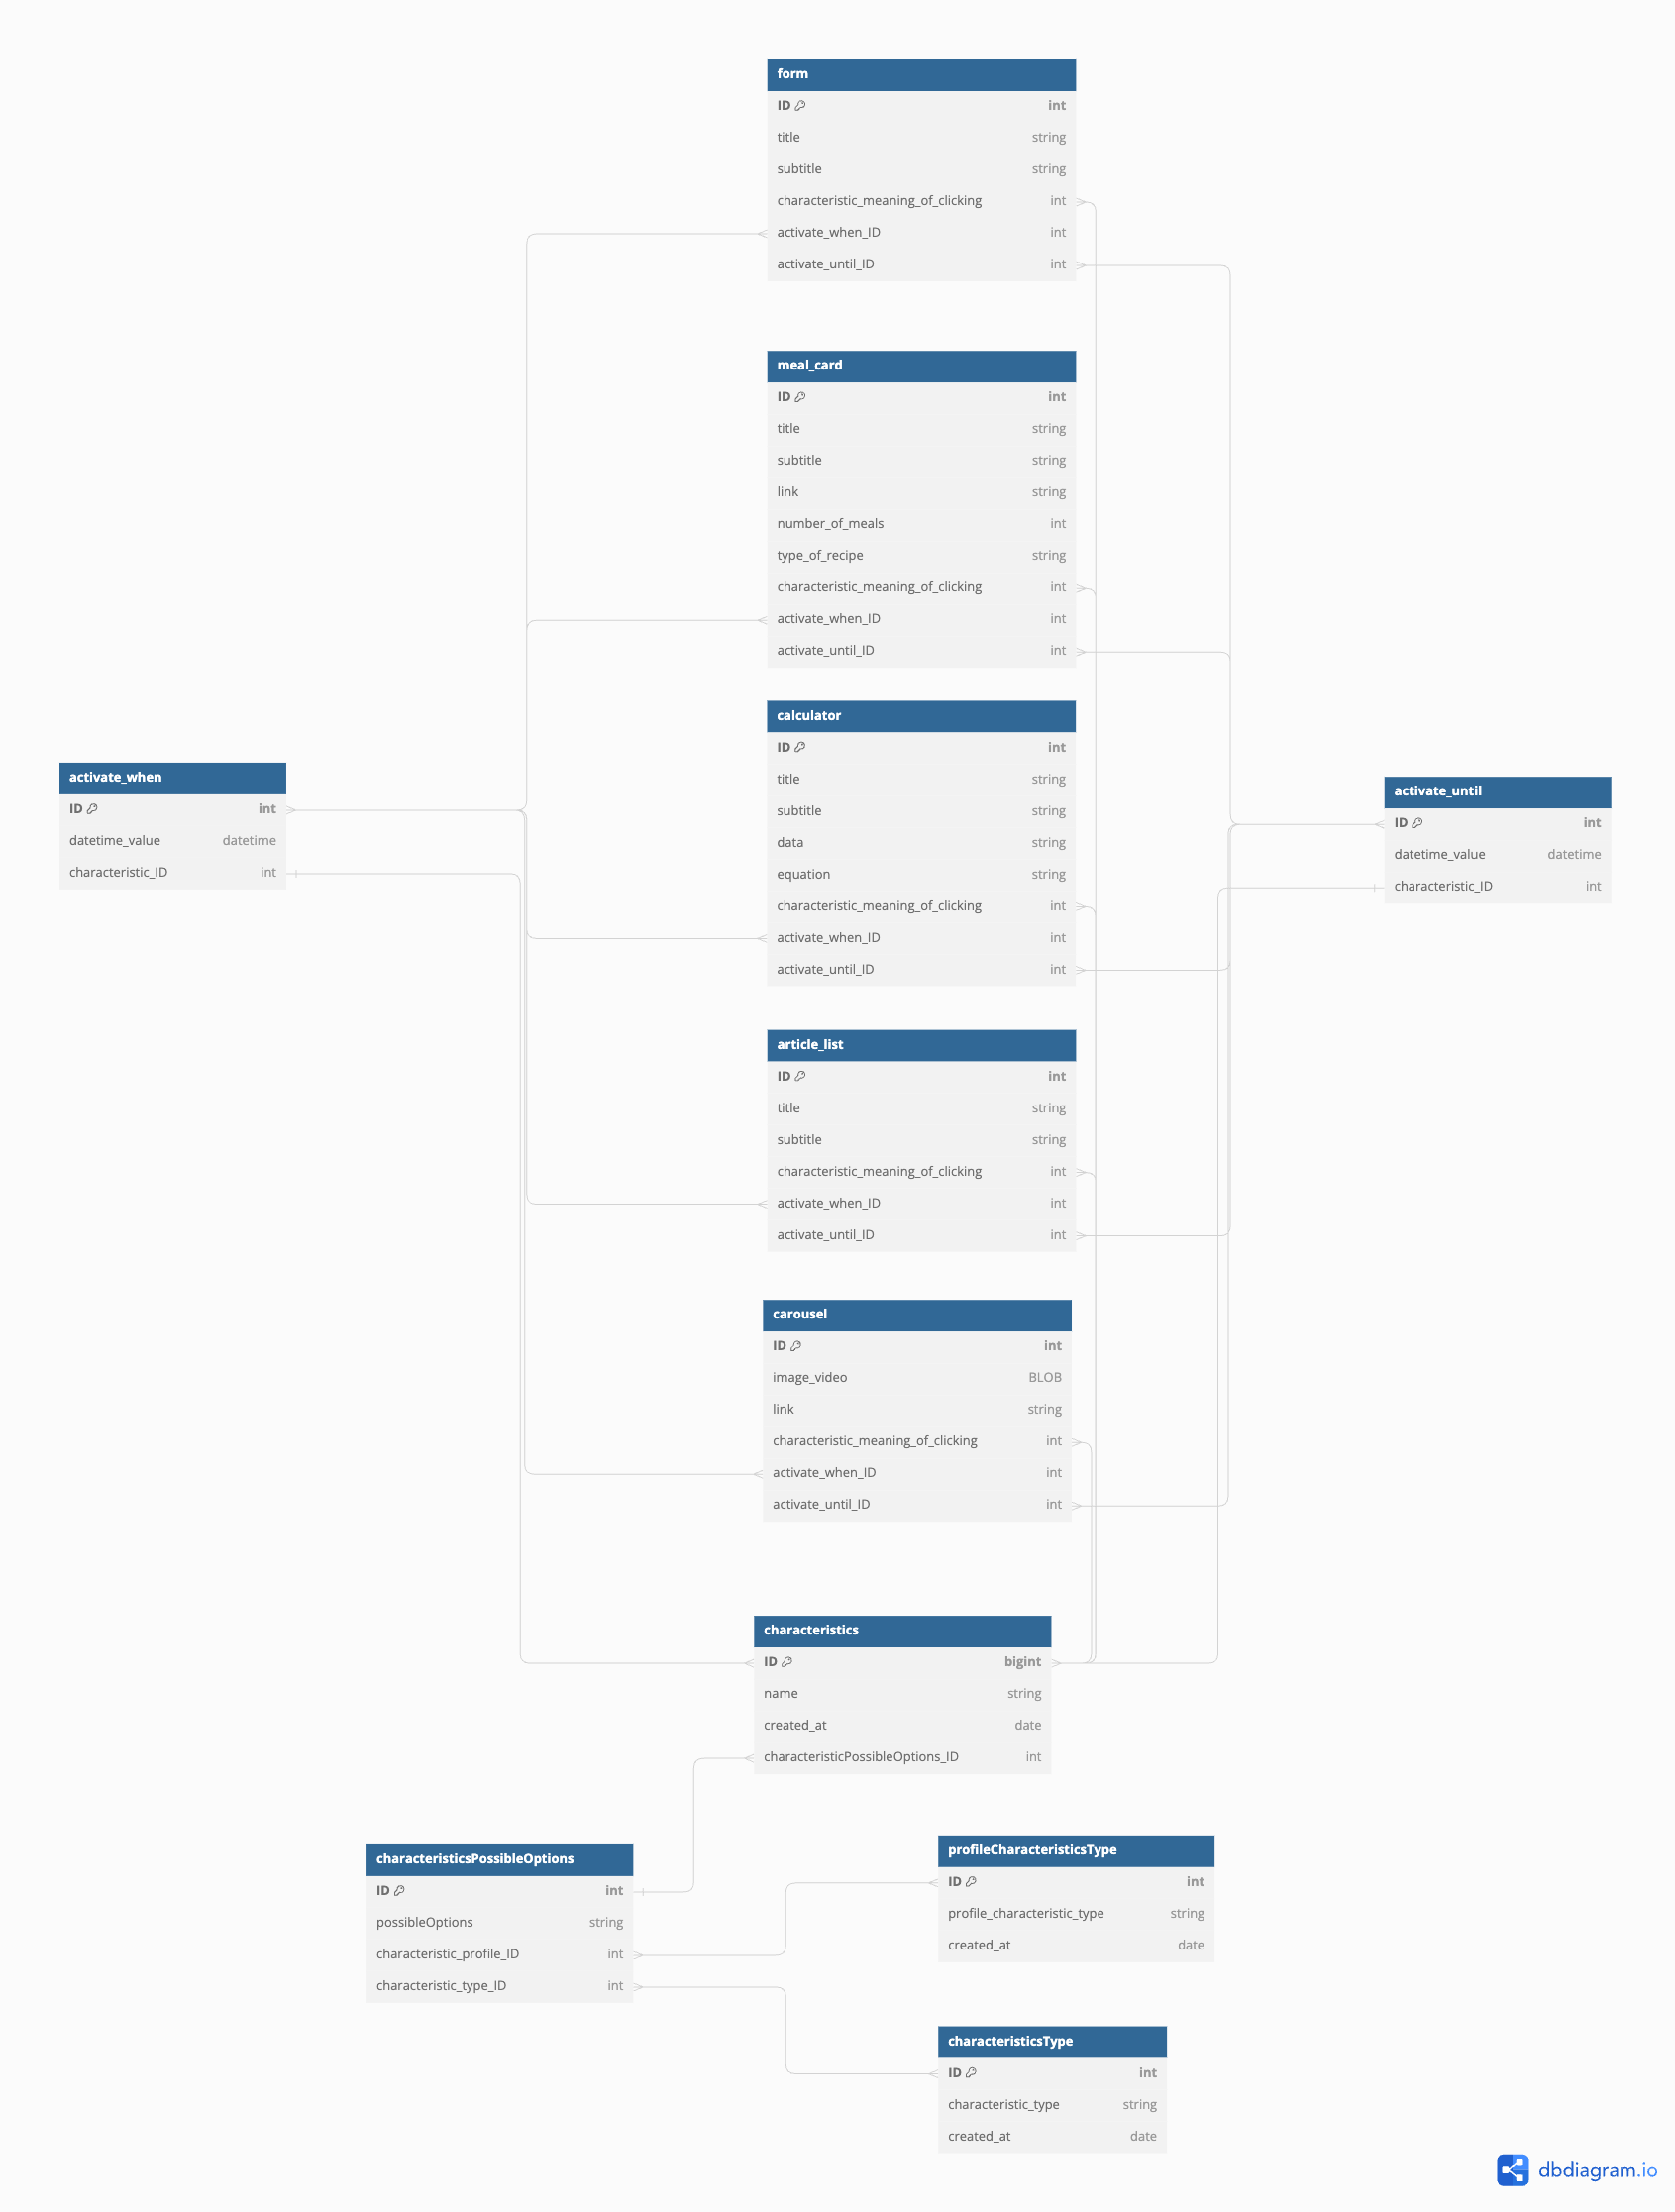 form
ID int
title string
subtitle string
characteristic_meaning_of_clicking int
activate_when_ID int
activate_until_ID int
meal_card
ID int
title string
subtitle string
link string
number_of_meals int
type_of_recipe string
characteristic_meaning_of_clicking int
activate_when_ID int
activate_until_ID int
calculator
ID int
title string
subtitle string
data string
equation string
characteristic_meaning_of_clicking int
activate_when_ID int
activate_until_ID int
activate_when
ID int
datetime_value datetime
characteristic_ID int
activate_until
ID int
datetime_value datetime
characteristic_ID int
article_list
ID int
title string
subtitle string
characteristic_meaning_of_clicking int
activate_when_ID int
activate_until_ID int
carousel
ID int
image_video BLOB
link string
characteristic_meaning_of_clicking int
activate_when_ID int
activate_until_ID int
characteristics
ID bigint
name string
created_at date
characteristicPossibleOptions_ID int
characteristicsPossibleOptions
ID int
possibleOptions string
characteristic_profile_ID int
characteristic_type_ID int
profileCharacteristicsType
ID int
profile_characteristic_type string
created_at date
characteristicsType
ID int
characteristic_type string
created_at date
dbdiagram.io